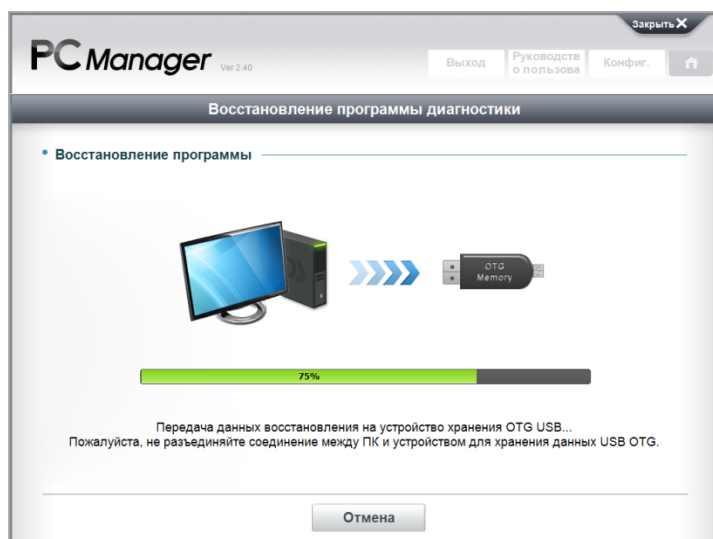 Закрыть X
PC Manager Ver 2.40
Выход
Руководств
о пользова
Конфиг.
Восстановление программы диагностики
• Восстановление программы
OTG
Memory
75%
Передача данных восстановления на устройство хранения OTG USB...
Пожалуйста, не разъединяйте соединение между ПК и устройством для хранения данных USB OTG.
Отмена